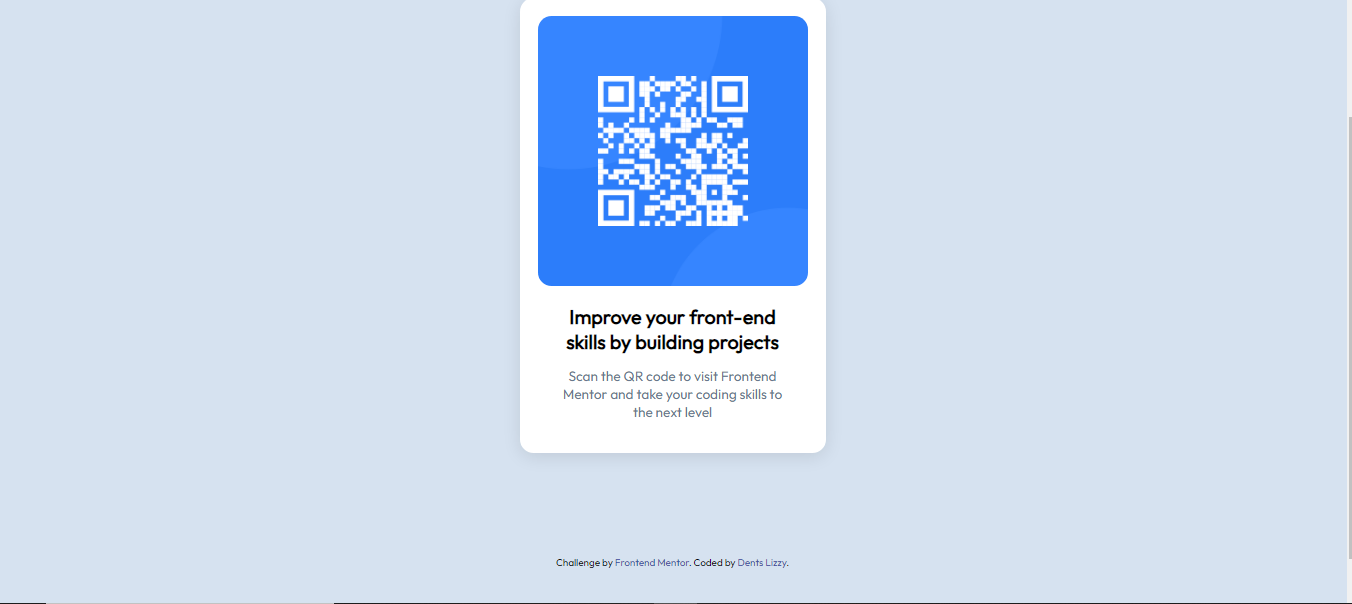 Improve your front-end
skills by building projects
Scan the QR code to visit Frontend
Mentor and take your coding skills to
the next level
Challenge by Frontend Mentor. Coded by Dents Lizzy.